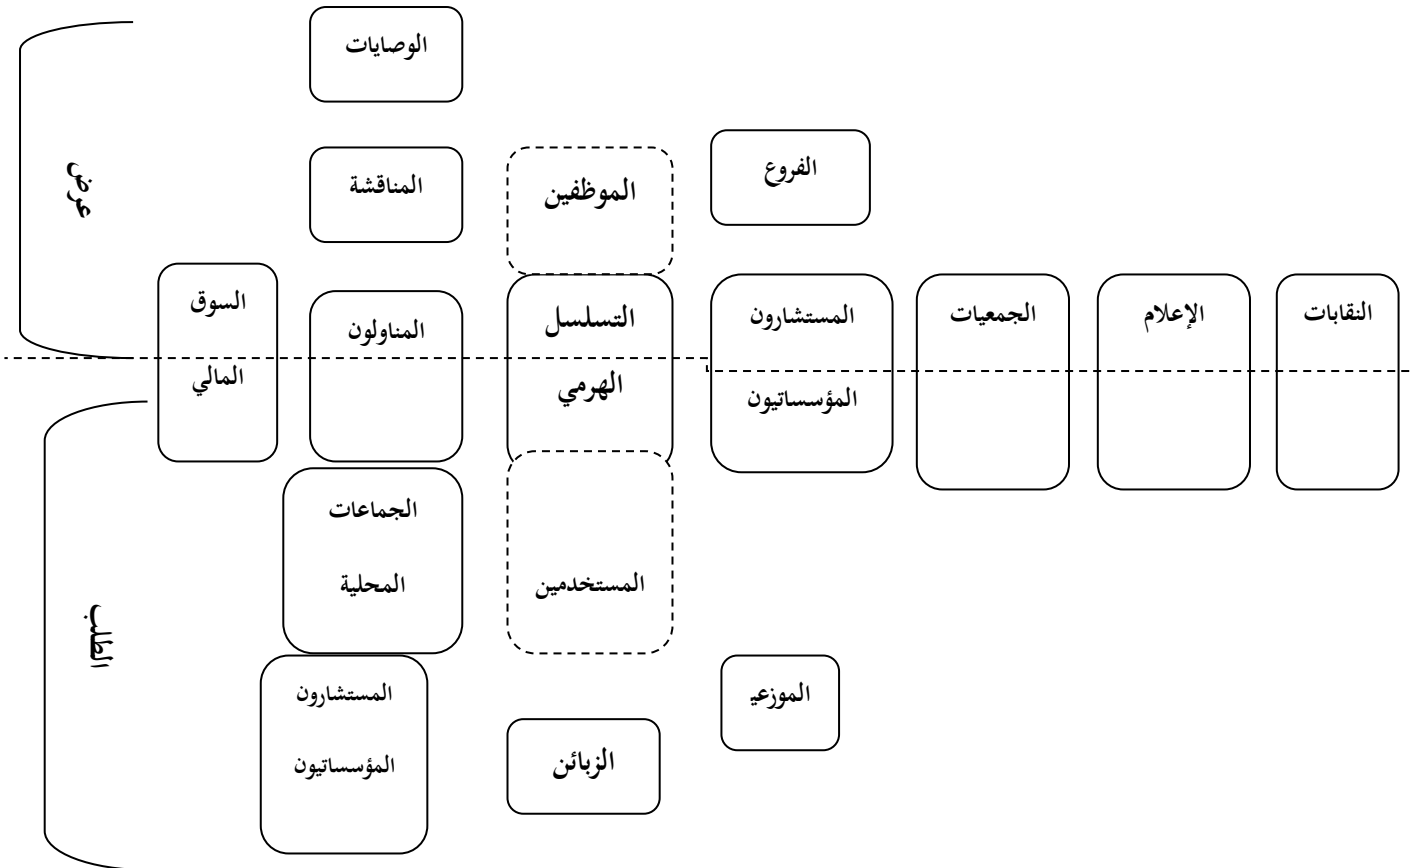 الوصايات
الفروع
المناقشة
الموظفين
عرض
النقابات
الإعلام
الجمعيات
المستشارون
المؤسساتيون
التسلسل
الهرمي
المناولون
السوق
المالي
الجماعات
المحلية
المستخدمين
الطلب
الموزعي
المستشارون
المؤسساتيون
الزبائن